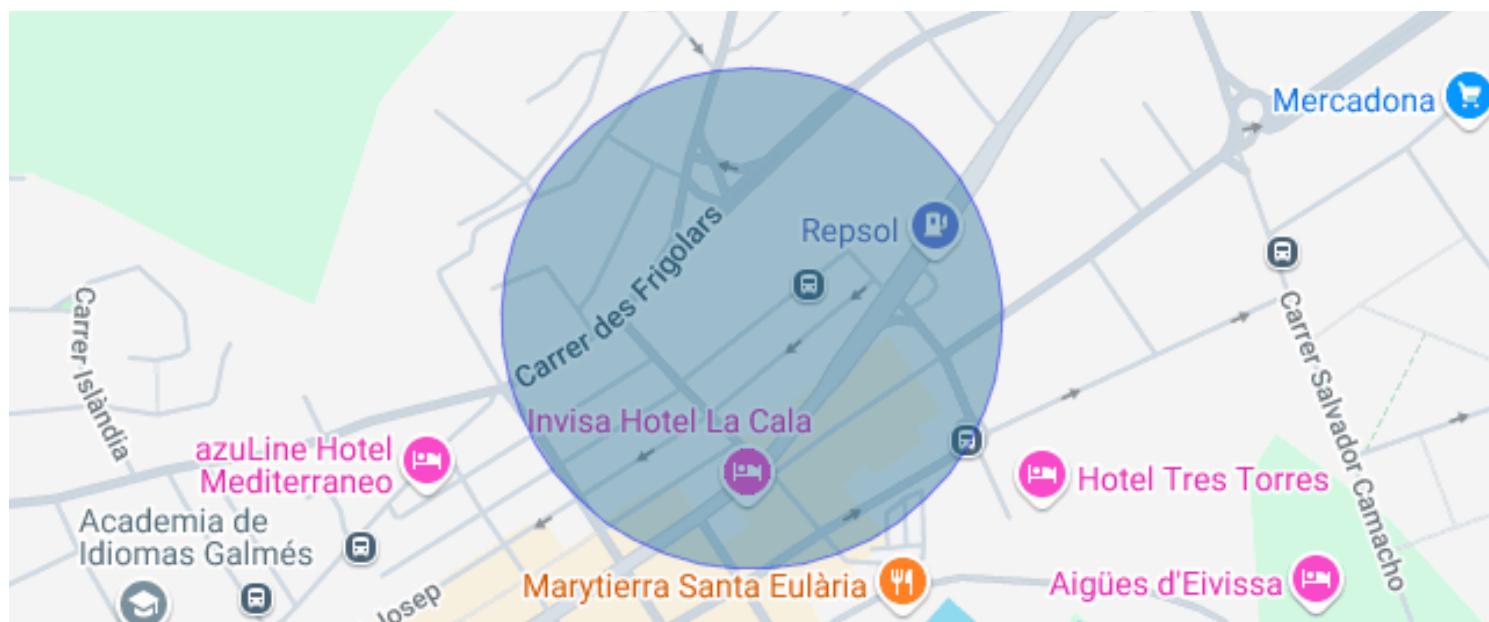 Mercadona
Repsol
Carrer des Frigolars
Carrer Islàndia
Carrer Salvador Camacho
Invisa Hotel La Cala
azuLine Hotel
Mediterraneo
Hotel Tres Torres
Academia de
Idiomas Galmés
Marytierra Santa Eulària
Aigües d'Eivissa
Josep